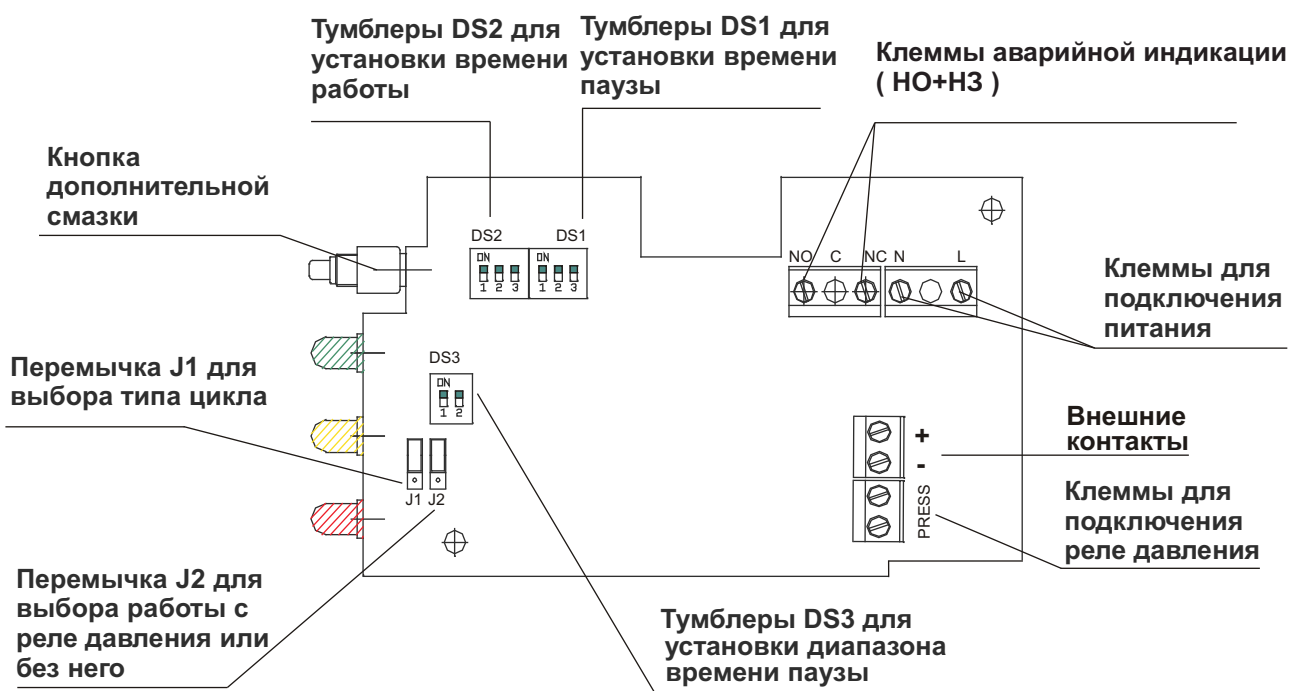 Тумблеры DS2 для
установки времени
работы
Тумблеры DS1 для
установки времени
паузы
Клеммы аварийной индикации
( НО+НЗ )
Кнопка
дополнительной
смазки
DS2
DS1
ON
1 2 3
ON
1 2 3
NO C NC N L
Клеммы для
подключения
питания
Перемычка J1 для
выбора типа цикла
DS3
ON
1 2
J1 J2
+
-
Внешние
контакты
PRESS
Клеммы для
подключения
реле давления
Перемычка J2 для
выбора работы с
реле давления или
без него
Тумблеры DS3 для
установки диапазона
времени паузы